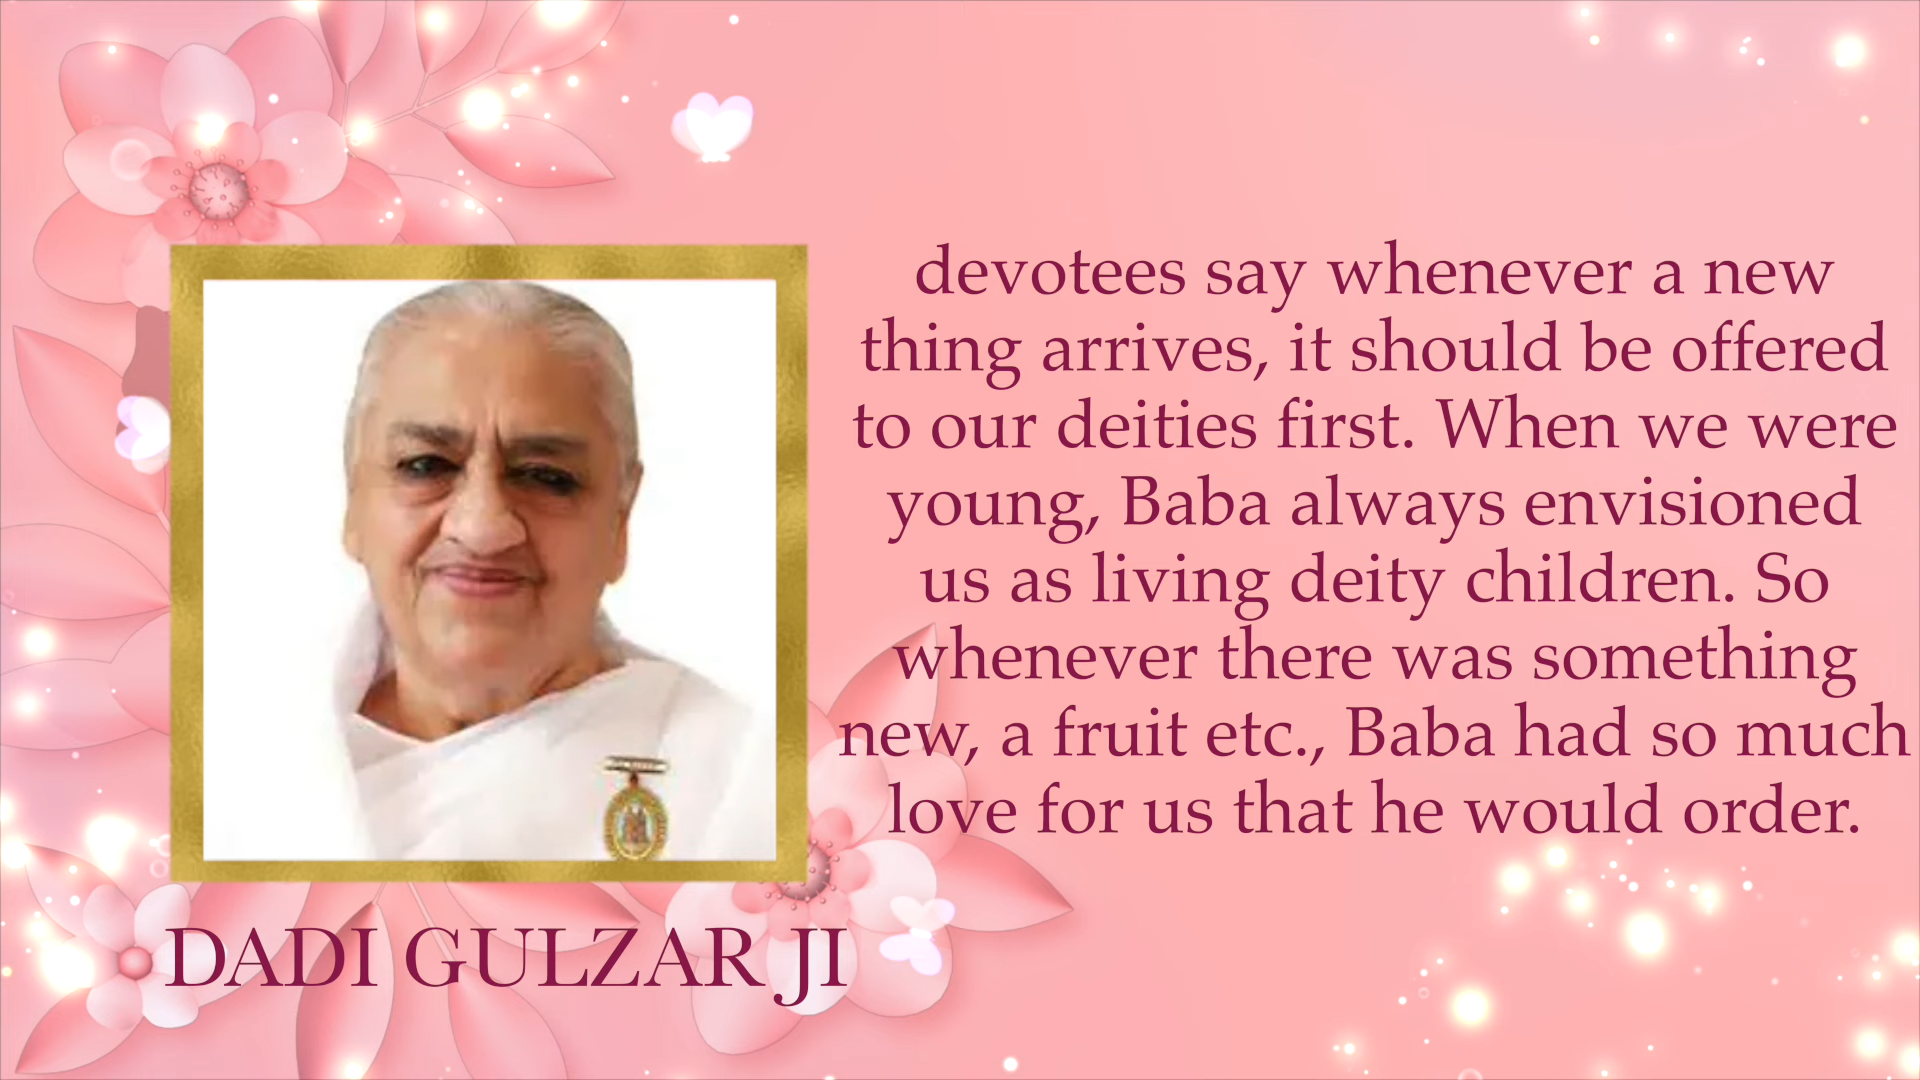 devotees say whenever a new
thing arrives, it should be offered
to our deities first. When we were
young, Baba always envisioned
us as living deity children. So
whenever there was something
new, a fruit etc., Baba had so much
love for us that he would order.
DADI GULZAR JI